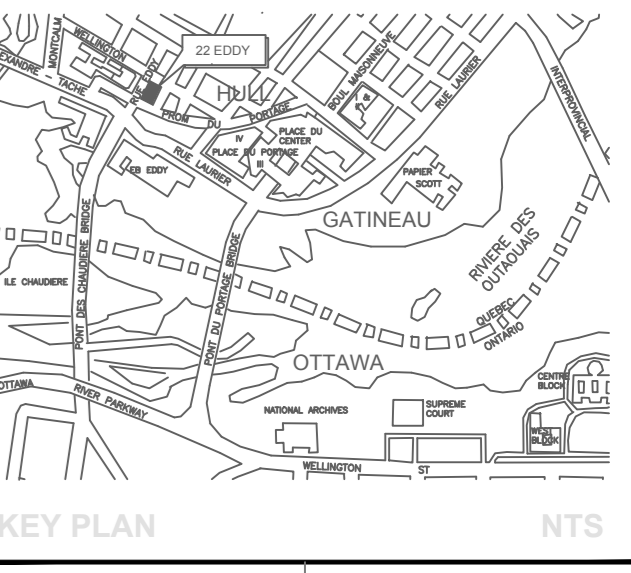 22 EDDY
MONTCALM
WELLINGTON
EXANDRE - TACHE
RUE EDDY
HULL
PROM DU PORTAGE
BOUL MAISONNEUVE
RUE LAURIER
INTERPROVINCIAL
PLACE DU
CENTER
IV
PLACE DU PORTAGE
III
RUE LAURIER
EB EDDY
PAPIER
SCOTT
GATINEAU
RIVIERE DES
OUTAOUAIS
ILE CHAUDIERE
PONT DES CHAUDIERE BRIDGE
PONT DU PORTAGE BRIDGE
QUEBEC
ONTARIO
OTTAWA
CENTRE
BLOCK
OTTAWA
RIVER PARKWAY
NATIONAL ARCHIVES
SUPREME
COURT
WEST
BLOCK
WELLINGTON ST
KEY PLAN
NTS